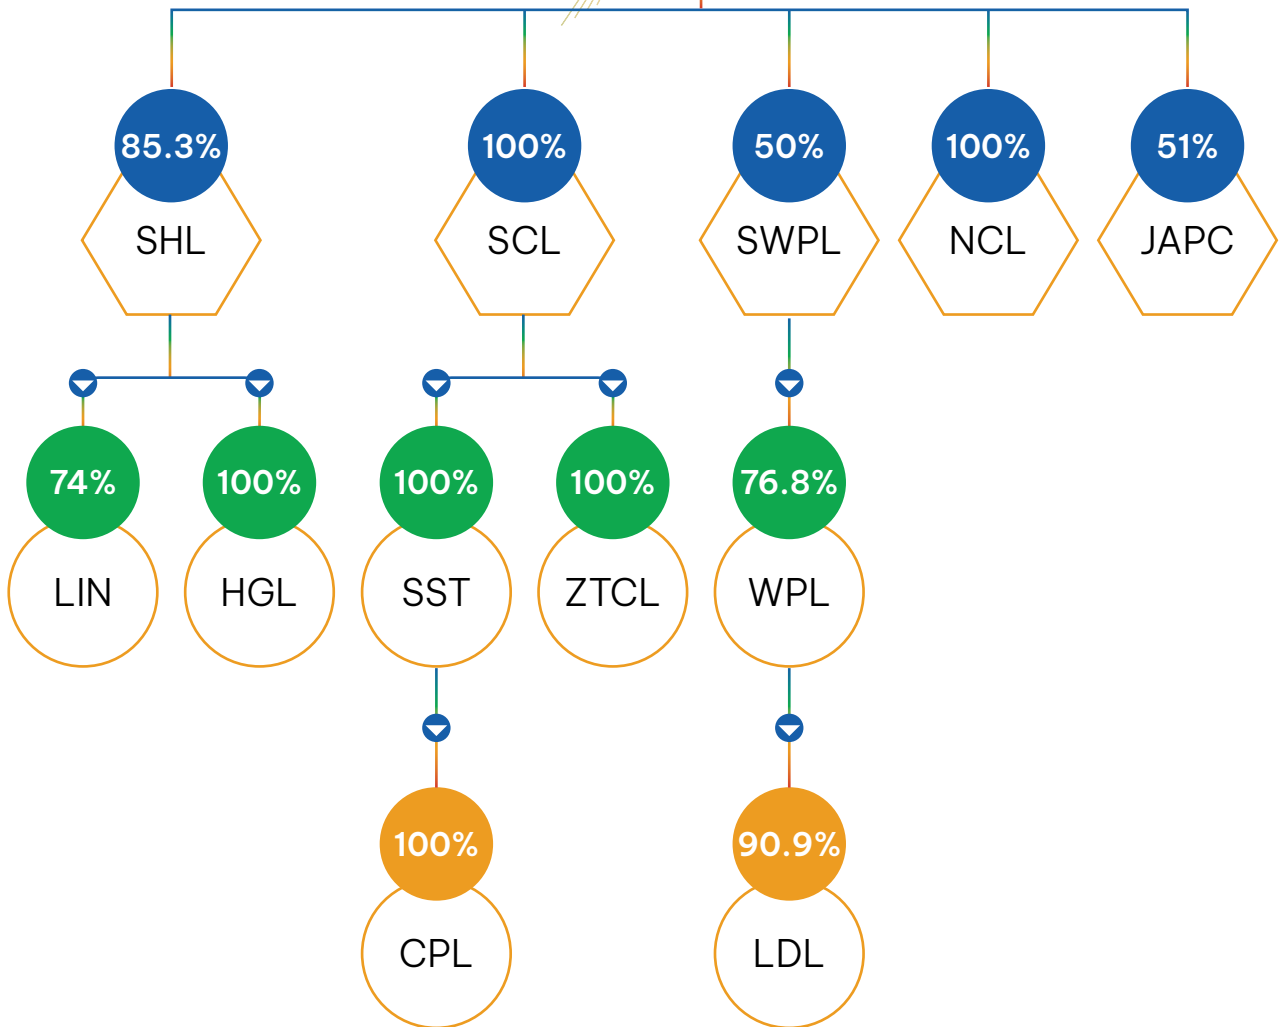 85.3%
100%
50%
100%
51%
SHL
SCL
SWPL
NCL
JAPC
74%
100%
100%
100%
76.8%
LIN
HGL
SST
ZTCL
WPL
100%
90.9%
CPL
LDL